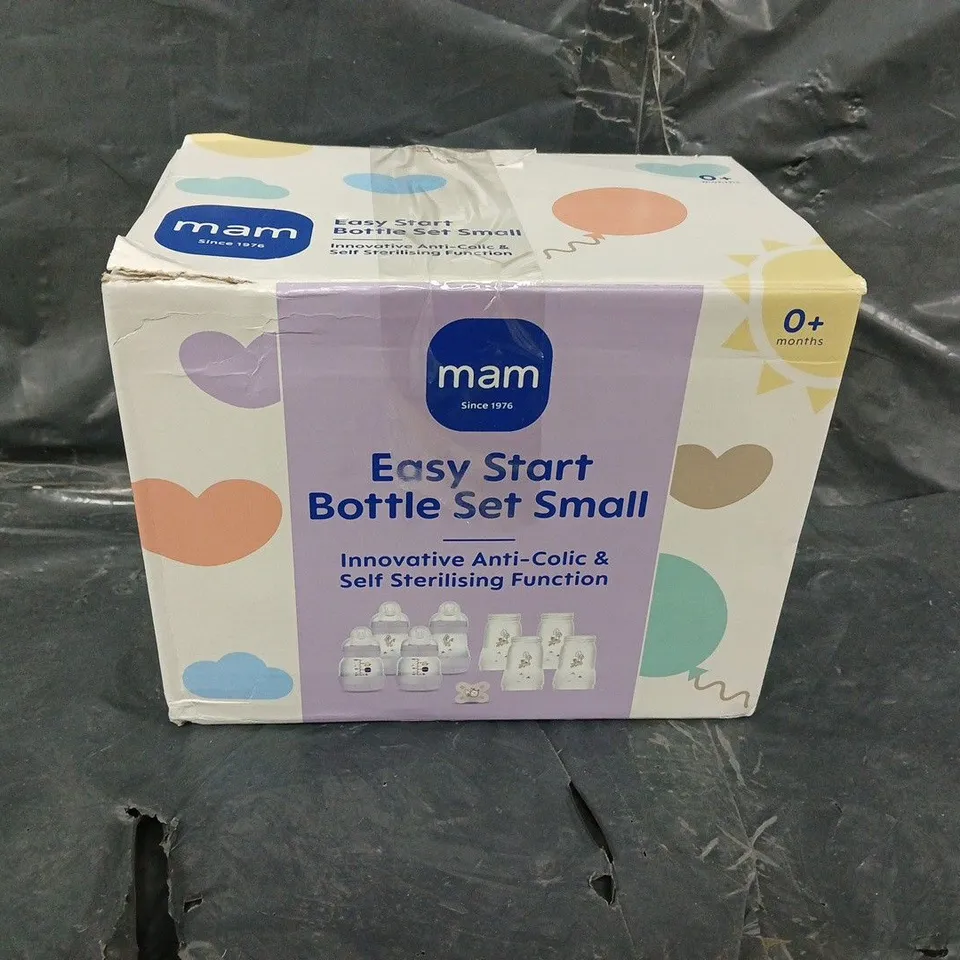 mam
Since 1976
Easy Start
Bottle Set Small
Innovative Anti-Colic &
Self Sterilising Function
0+
months
mam
Since 1976
0+
months
Easy Start
Bottle Set Small
Innovative Anti-Colic &
Self Sterilising Function